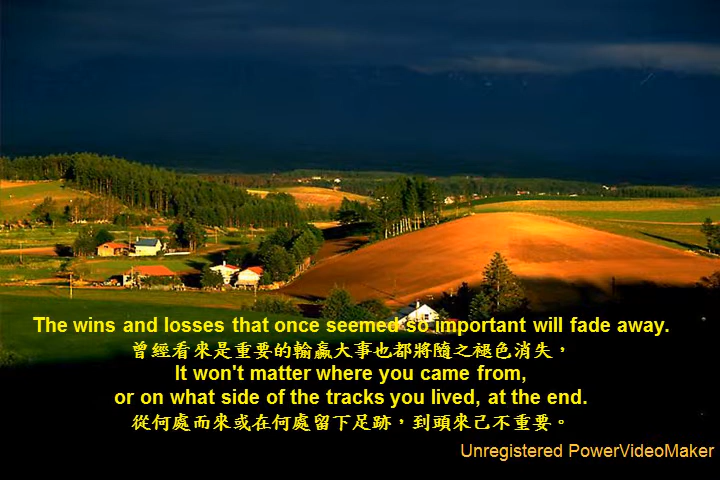 The wins and losses that once seemed so important will fade away.
曾經看來是重要的輸贏大事也都將隨之褪色消失，
It won't matter where you came from,
or on what side of the tracks you lived, at the end.
從何處而來或在何處留下足跡，到頭來己不重要。
Unregistered PowerVideoMaker